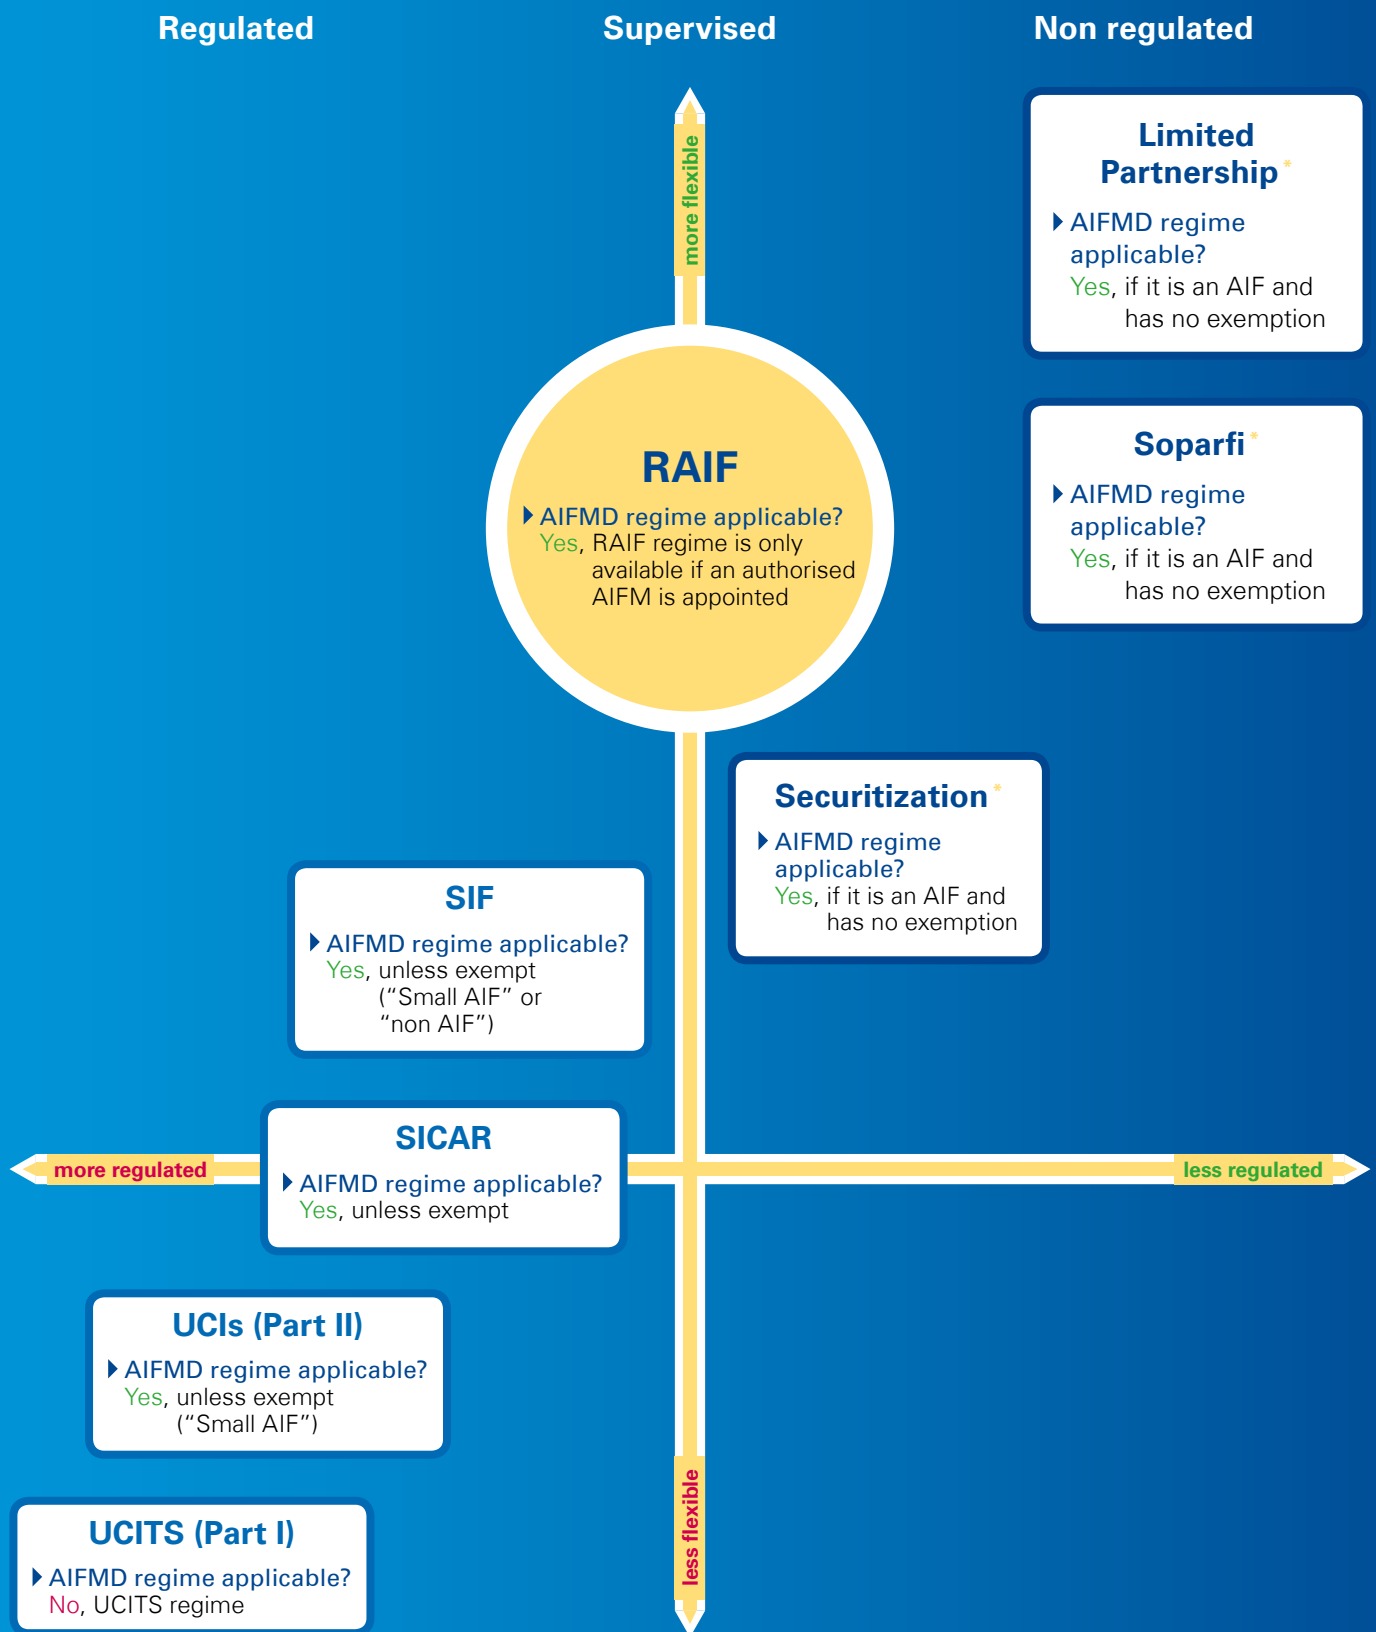 Regulated
Supervised
Non regulated
more flexible
Limited
Partnership*
AIFMD regime
applicable?
Yes, if it is an AIF and
has no exemption
Soparfi*
AIFMD regime
applicable?
Yes, if it is an AIF and
has no exemption
RAIF
AIFMD regime applicable?
Yes, RAIF regime is only
available if an authorised
AIFM is appointed
Securitization*
AIFMD regime
applicable?
Yes, if it is an AIF and
has no exemption
SIF
AIFMD regime applicable?
Yes, unless exempt
(“Small AIF” or
“non AIF”)
SICAR
AIFMD regime applicable?
Yes, unless exempt
more regulated
less regulated
UCIs (Part II)
AIFMD regime applicable?
Yes, unless exempt
(“Small AIF”)
less flexible
UCITS (Part I)
AIFMD regime applicable?
No, UCITS regime